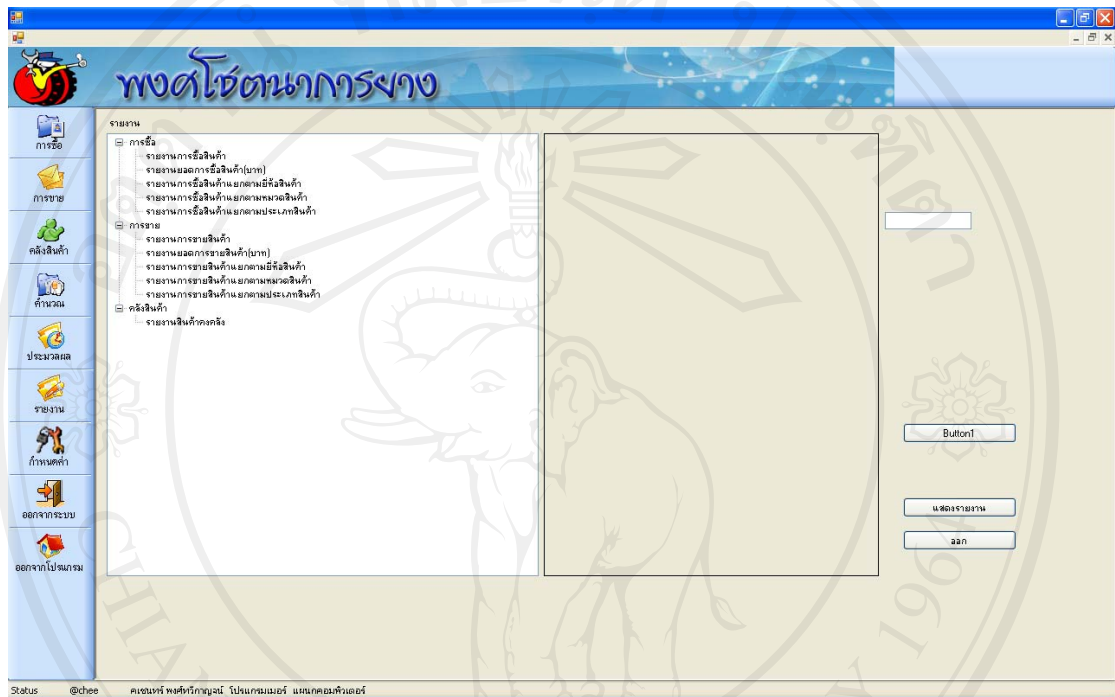 พงศ์โชตนาการยาง
การซื้อ
การขาย
คลังสินค้า
คำนวณ
ประมวลผล
รายงาน
กำหนดค่า
ออกจากระบบ
ออกจากโปรแกรม
รายงาน
การซื้อ
รายงานการซื้อสินค้า
รายงานยอดการซื้อสินค้า(บาท)
รายงานการซื้อสินค้าแยกตามยี่ห้อสินค้า
รายงานการซื้อสินค้าแยกตามหมวดสินค้า
รายงานการซื้อสินค้าแยกตามประเภทสินค้า
การขาย
รายงานการขายสินค้า
รายงานยอดการขายสินค้า(บาท)
รายงานการขายสินค้าแยกตามยี่ห้อสินค้า
รายงานการขายสินค้าแยกตามหมวดสินค้า
รายงานการขายสินค้าแยกตามประเภทสินค้า
คลังสินค้า
รายงานสินค้าคงคลัง
Button1
แสดงรายงาน
ออก
Status @chee คเชนทร์ พงศ์ทวีกาญจน์ โปรแกรมเมอร์ แผนกคอมพิวเตอร์